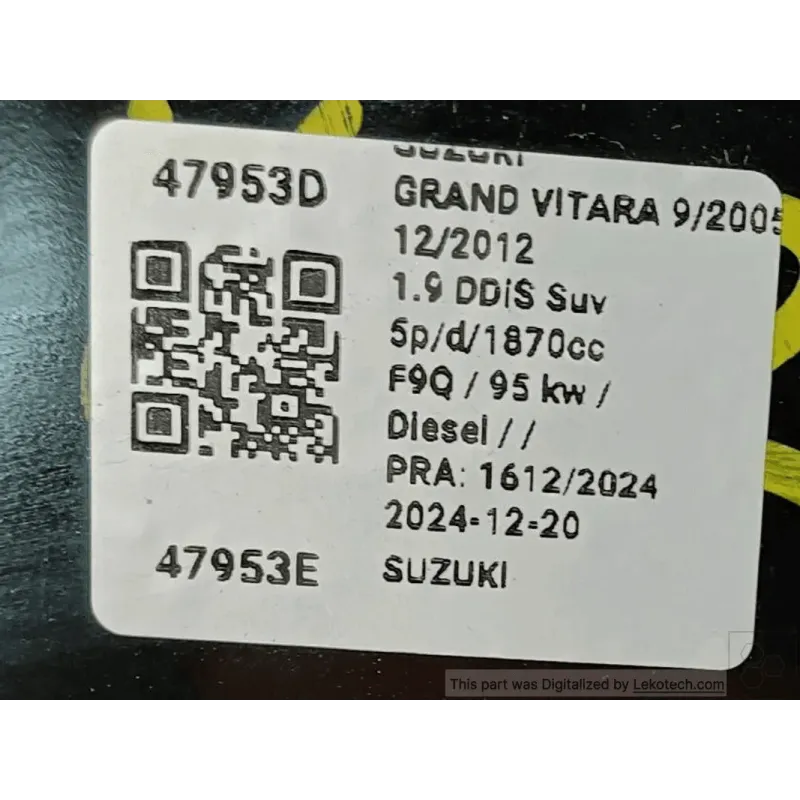 47953D
SUZUKI
GRAND VITARA 9/2005
12/2012
1.9 DDiS Suv
5p/d/1870cc
F9Q / 95 kw /
Diesel / /
PRA: 1612/2024
2024-12-20
47953E
SUZUKI
This part was Digitalized by Lekotech.com